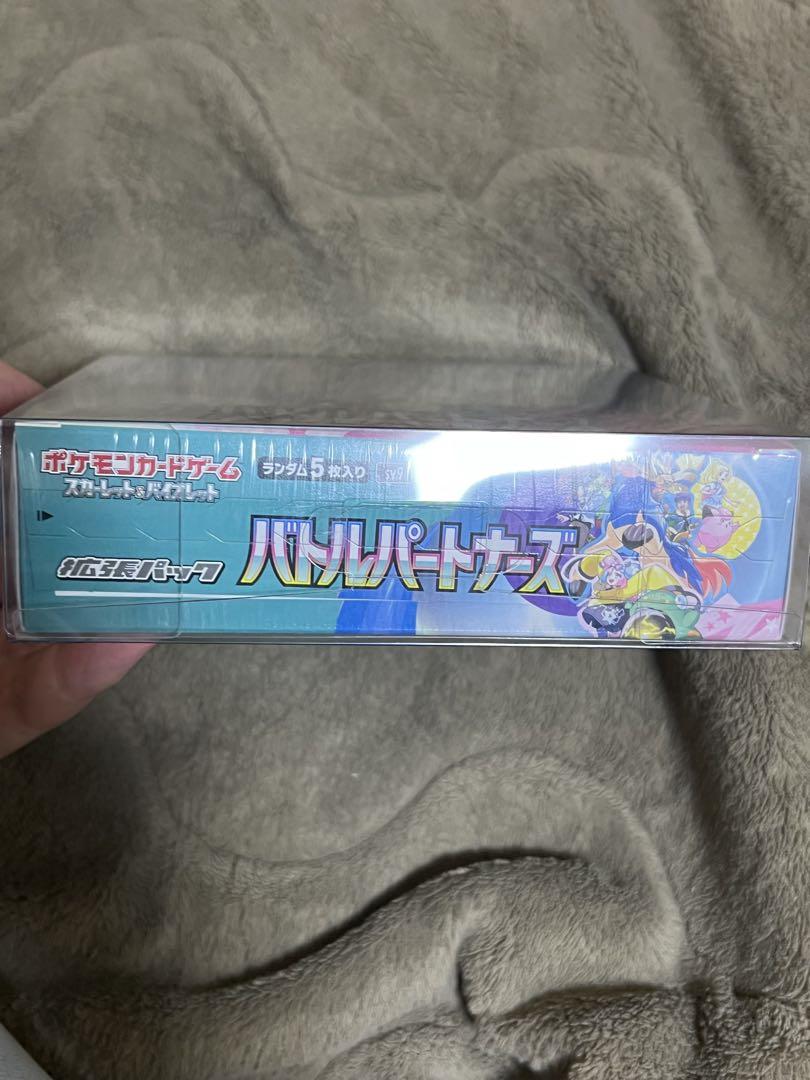 ポケモンカードゲーム
スカーレット&バイオレット
ランダム5枚入り
sv9
拡張パック
バトルパートナーズ